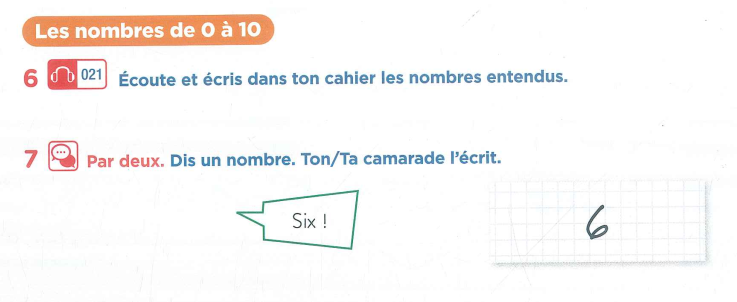 Les nombres de 0 à 10
6 021 Écoute et écris dans ton cahier les nombres entendus.
7 Par deux. Dis un nombre. Ton/Ta camarade l'écrit.
Six !
6